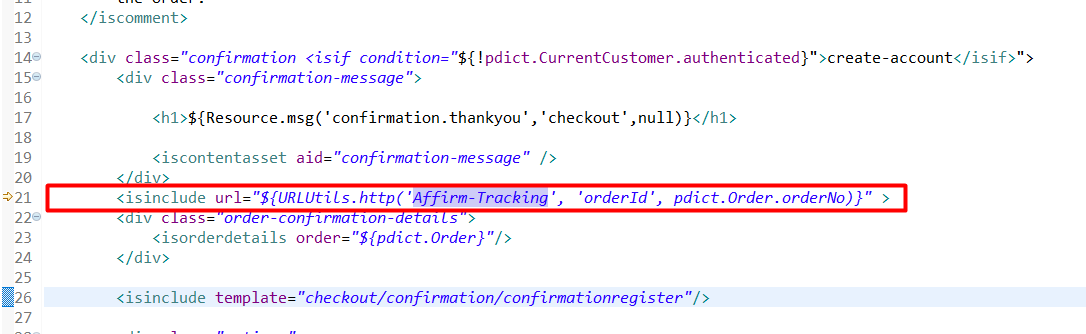 11 the order.
12 </iscomment>
13
14 <div class="confirmation <isif condition="${!pdict.CurrentCustomer.authenticated}">create-account</isif>">
15 <div class="confirmation-message">
16
17 <h1>${Resource.msg('confirmation.thankyou','checkout',null)}</h1>
18
19 <iscontentasset aid="confirmation-message" />
20 </div>
21 <isinclude url="${URLUtils.http('Affirm-Tracking', 'orderId', pdict.Order.orderNo)}" >
22 <div class="order-confirmation-details">
23 <isorderdetails order="${pdict.Order}"/>
24 </div>
25
26 <isinclude template="checkout/confirmation/confirmationregister"/>
27